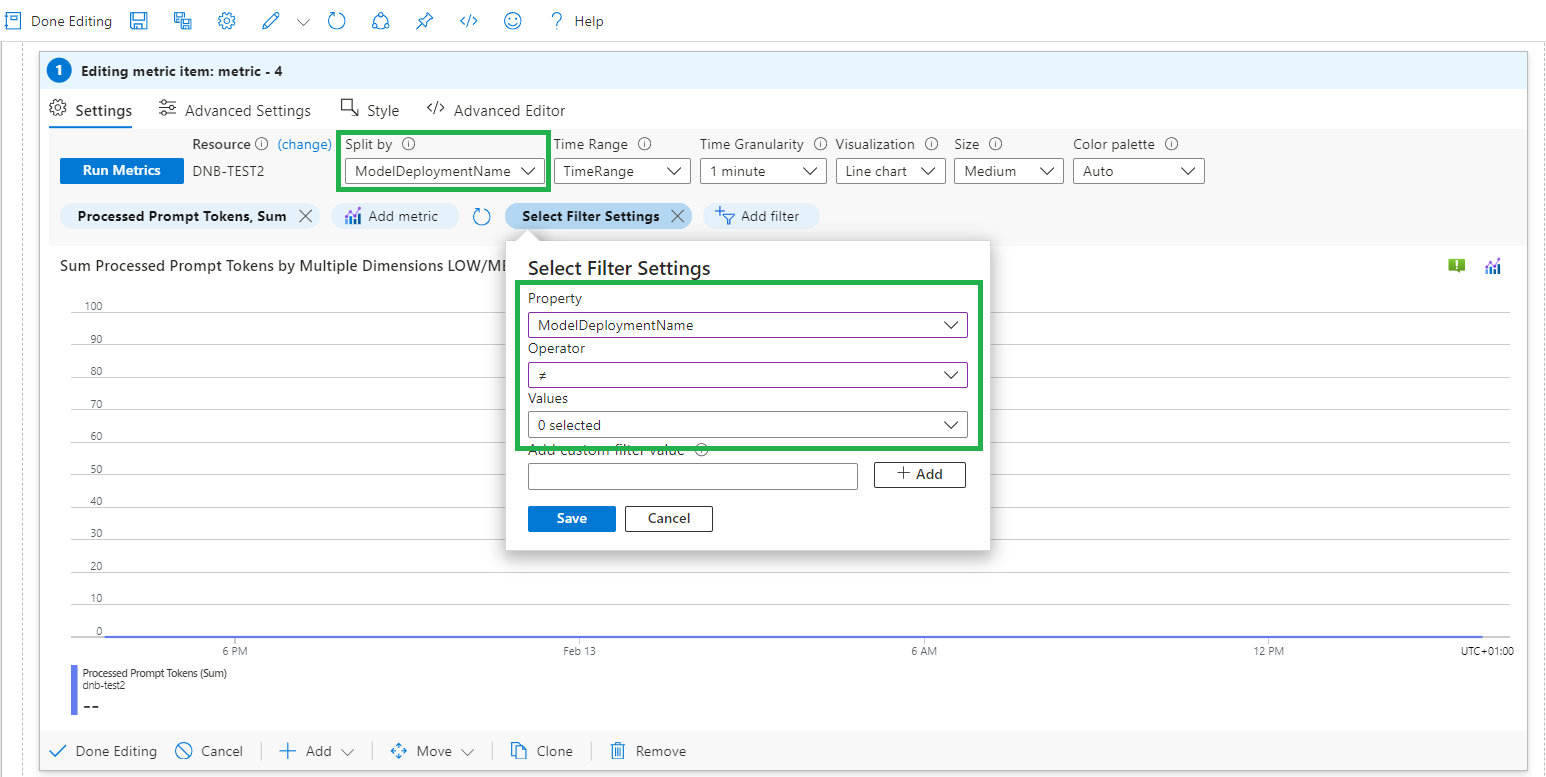 Done Editing
Help
1 Editing metric item: metric - 4
Settings Advanced Settings Style Advanced Editor
Resource (change) Split by Time Range Time Granularity Visualization Size Color palette
Run Metrics DNB-TEST2 ModelDeploymentName TimeRange 1 minute Line chart Medium Auto
Processed Prompt Tokens, Sum Add metric Select Filter Settings Add filter
Sum Processed Prompt Tokens by Multiple Dimensions LOW/
Select Filter Settings
Property
ModelDeploymentName
Operator
≠
Values
0 selected
Add custom filter value
+ Add
Save Cancel
100
90
80
70
60
50
40
30
20
10
0
6 PM Feb 13 6 AM 12 PM UTC+01:00
Processed Prompt Tokens (Sum)
dnb-test2
--
Done Editing Cancel Add Move Clone Remove